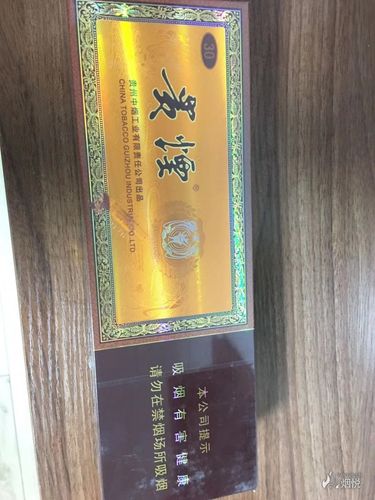 30
贵烟®
贵州中烟工业有限责任公司出品
CHINA TOBACCO GUIZHOU INDUSTRIAL CO., LTD
本公司提示
吸烟有害健康
请勿在禁烟场所吸烟
烟悦